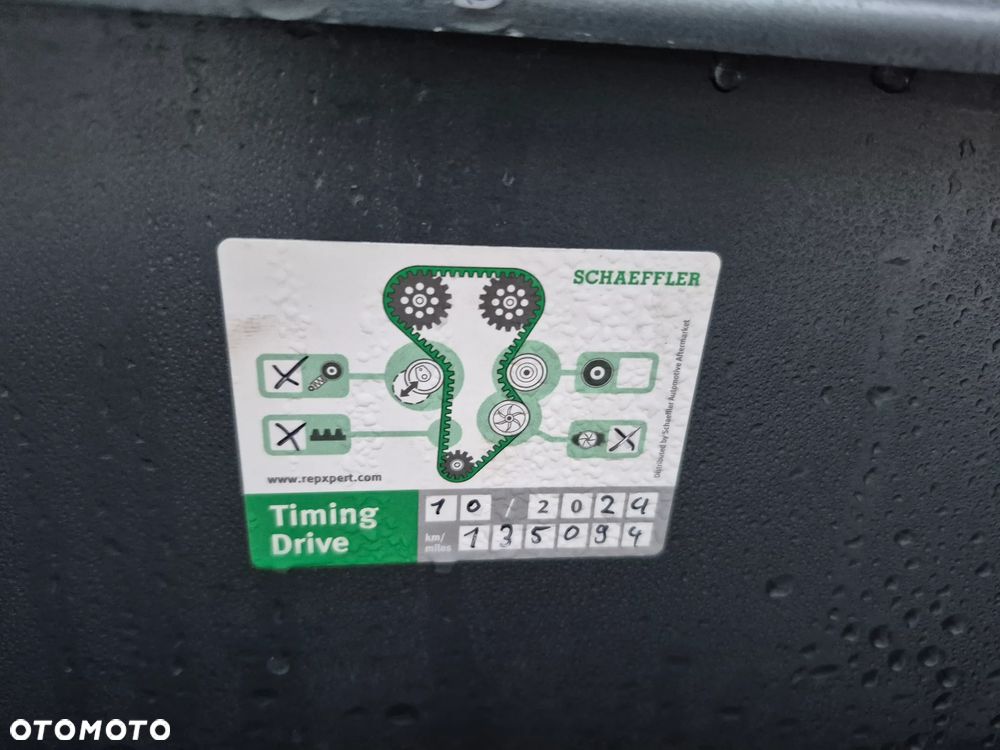 SCHAEFFLER
Distributed by Schaeffler Automotive Aftermarket
www.repxpert.com
Timing
Drive
10/2024
km/
miles
135094
OTOMOTO